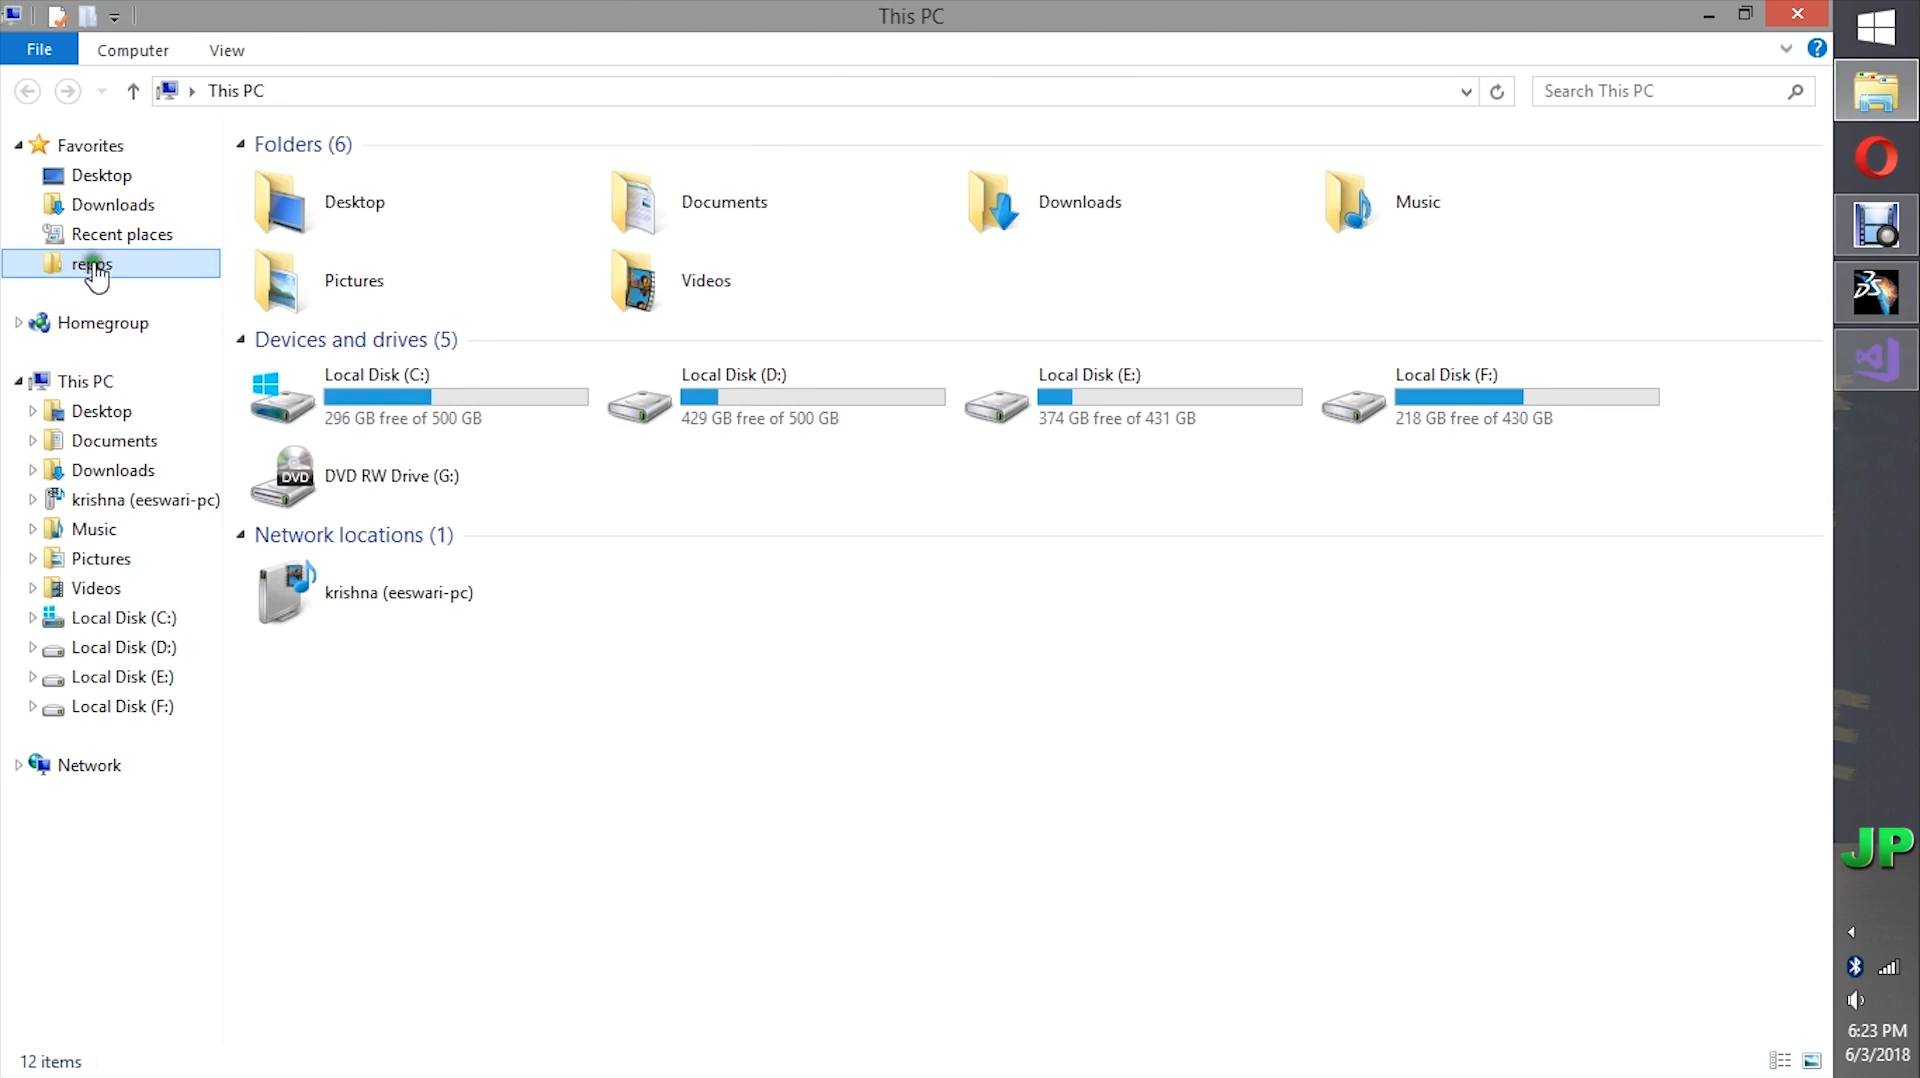 This PC
File
Computer
View
This PC
Search This PC
Favorites
Desktop
Downloads
Recent places
Homegroup
This PC
Desktop
Documents
Downloads
krishna (eeswari-pc)
Music
Pictures
Videos
Local Disk (C:)
Local Disk (D:)
Local Disk (E:)
Local Disk (F:)
Network
Folders (6)
Desktop
Documents
Downloads
Music
Pictures
Videos
Devices and drives (5)
Local Disk (C:)
296 GB free of 500 GB
Local Disk (D:)
429 GB free of 500 GB
Local Disk (E:)
374 GB free of 431 GB
Local Disk (F:)
218 GB free of 430 GB
DVD
DVD RW Drive (G:)
Network locations (1)
krishna (eeswari-pc)
12 items
JP
6:23 PM
6/3/2018